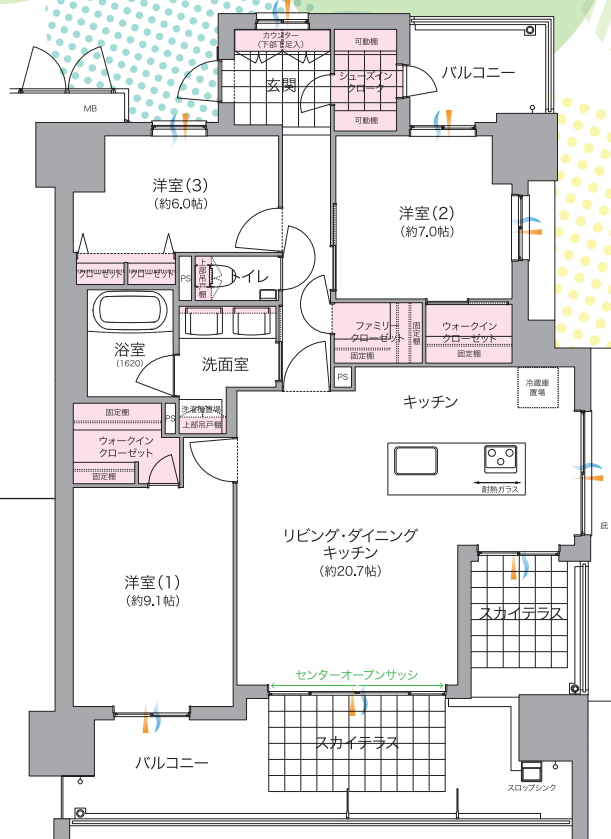 カウンター
(下部下足入)
可動棚
玄関
シューズイン
クローク
バルコニー
MB
可動棚
洋室(3)
(約6.0帖)
洋室(2)
(約7.0帖)
クローゼット
クローゼット
PS
上部吊戸棚
トイレ
浴室
(1620)
洗面室
ファミリー
クローゼット
固定棚
固定棚
ウォークイン
クローゼット
固定棚
PS
冷蔵庫
置場
キッチン
固定棚
PS
洗濯機置場
上部吊戸棚
ウォークイン
クローゼット
固定棚
耐熱ガラス
庇
リビング・ダイニング
キッチン
(約20.7帖)
洋室(1)
(約9.1帖)
スカイテラス
センターオープンサッシ
スカイテラス
バルコニー
スロップシンク